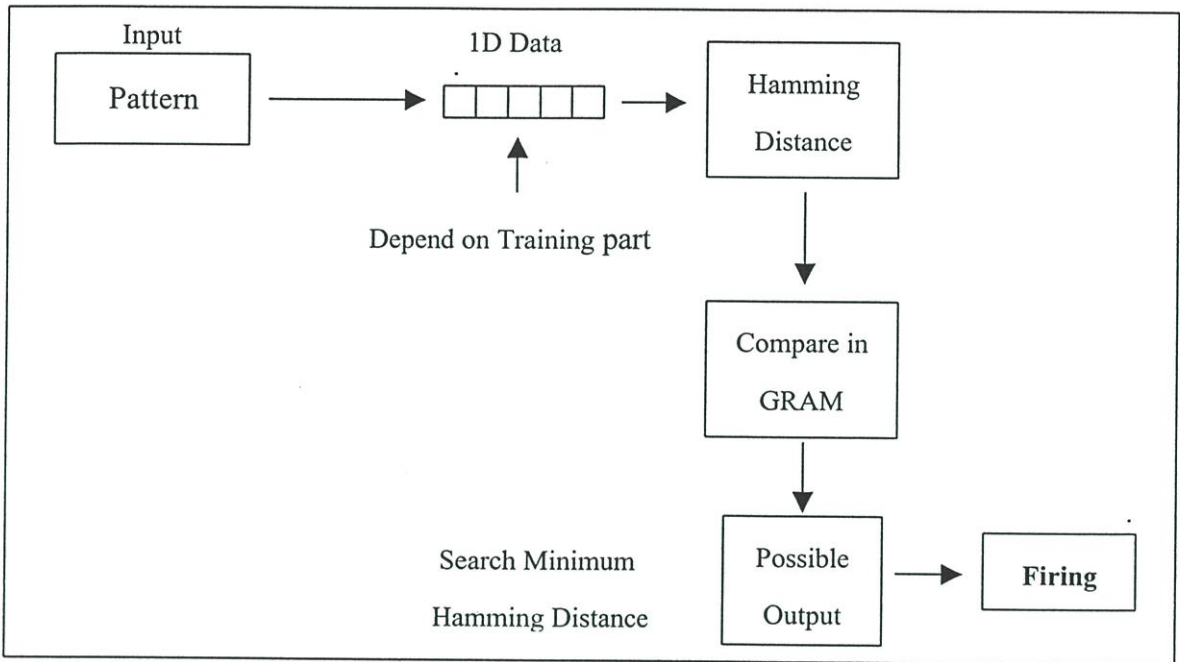 Input
Pattern
1D Data
Hamming
Distance
Depend on Training part
Compare in
GRAM
Search Minimum
Hamming Distance
Possible
Output
Firing